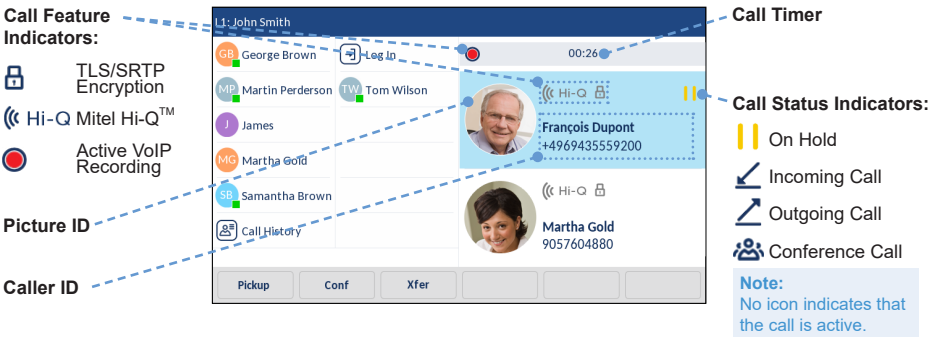 Call Feature
Indicators:
TLS/SRTP
Encryption
Hi-Q Mitel Hi-Q™
Active VoIP
Recording
Picture ID
Caller ID
L1: John Smith
GB George Brown
Log In
MP Martin Perderson
TW Tom Wilson
J James
MG Martha Gold
SB Samantha Brown
Call History
00:26
Hi-Q
François Dupont
+4969435559200
Hi-Q
Martha Gold
9057604880
Pickup Conf Xfer
Call Timer
Call Status Indicators:
On Hold
Incoming Call
Outgoing Call
Conference Call
Note:
No icon indicates that
the call is active.